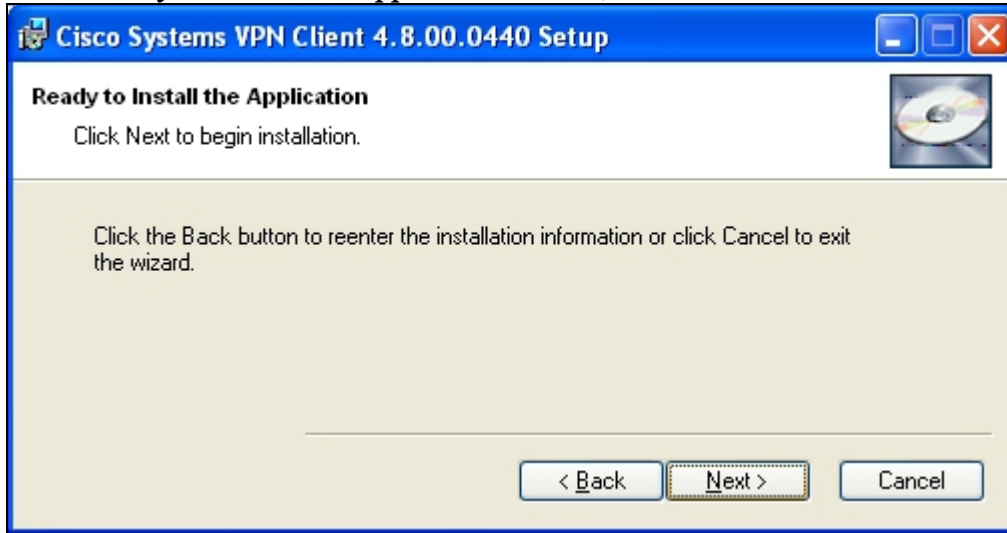 Cisco Systems VPN Client 4.8.00.0440 Setup
Ready to Install the Application
Click Next to begin installation.
Click the Back button to reenter the installation information or click Cancel to exit
the wizard.
< Back Next > Cancel